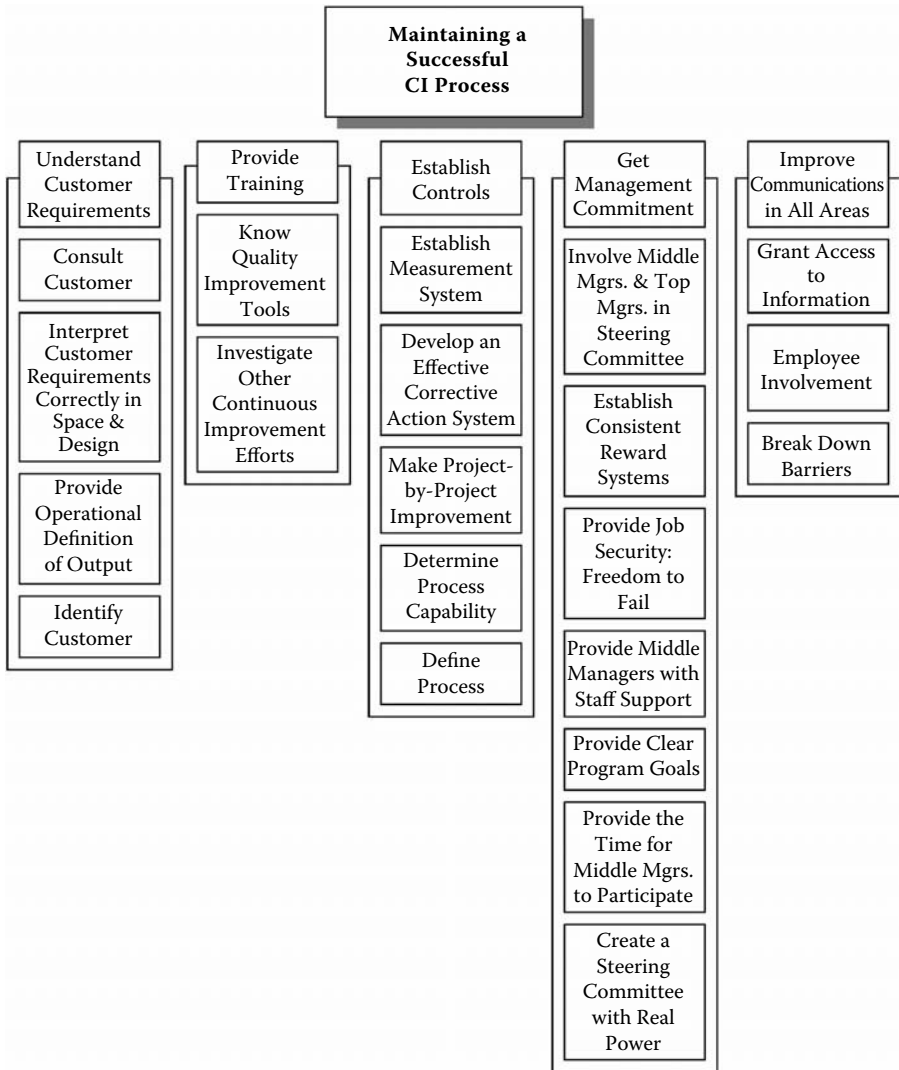 Maintaining a
Successful
CI Process
Understand
Customer
Requirements
Consult
Customer
Interpret
Customer
Requirements
Correctly in
Space &
Design
Provide
Operational
Definition
of Output
Identify
Customer
Provide
Training
Know
Quality
Improvement
Tools
Investigate
Other
Continuous
Improvement
Efforts
Establish
Controls
Establish
Measurement
System
Develop an
Effective
Corrective
Action System
Make Project-
by-Project
Improvement
Determine
Process
Capability
Define
Process
Get
Management
Commitment
Involve Middle
Mgrs. & Top
Mgrs. in
Steering
Committee
Establish
Consistent
Reward
Systems
Provide Job
Security:
Freedom to
Fail
Provide Middle
Managers with
Staff Support
Provide Clear
Program Goals
Provide the
Time for
Middle Mgrs.
to Participate
Create a
Steering
Committee
with Real
Power
Improve
Communications
in All Areas
Grant Access
to
Information
Employee
Involvement
Break Down
Barriers